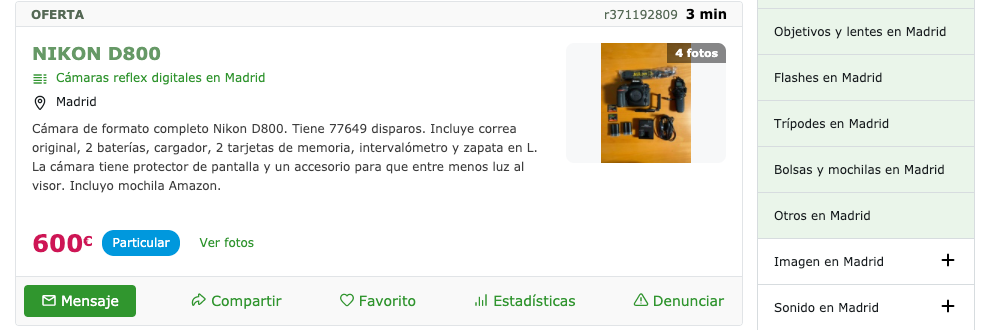 OFERTA
r371192809 3 min
NIKON D800
4 fotos
Cámaras reflex digitales en Madrid
Madrid
Cámara de formato completo Nikon D800. Tiene 77649 disparos. Incluye correa
original, 2 baterías, cargador, 2 tarjetas de memoria, intervalómetro y zapata en L.
La cámara tiene protector de pantalla y un accesorio para que entre menos luz al
visor. Incluyo mochila Amazon.
600€
Particular
Ver fotos
Mensaje
Compartir
Favorito
Estadísticas
Denunciar
Objetivos y lentes en Madrid
Flashes en Madrid
Trípodes en Madrid
Bolsas y mochilas en Madrid
Otros en Madrid
Imagen en Madrid
Sonido en Madrid